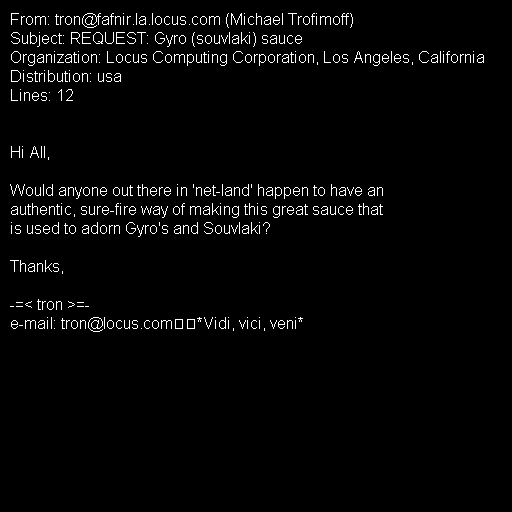 From: tron@fafnir.la.locus.com (Michael Trofimoff)
Subject: REQUEST: Gyro (souvlaki) sauce
Organization: Locus Computing Corporation, Los Angeles, California
Distribution: usa
Lines: 12

Hi All,

Would anyone out there in 'net-land' happen to have an
authentic, sure-fire way of making this great sauce that
is used to adorn Gyro's and Souvlaki?

Thanks,

-=< tron >=-
e-mail: tron@locus.com□□*Vidi, vici, veni*